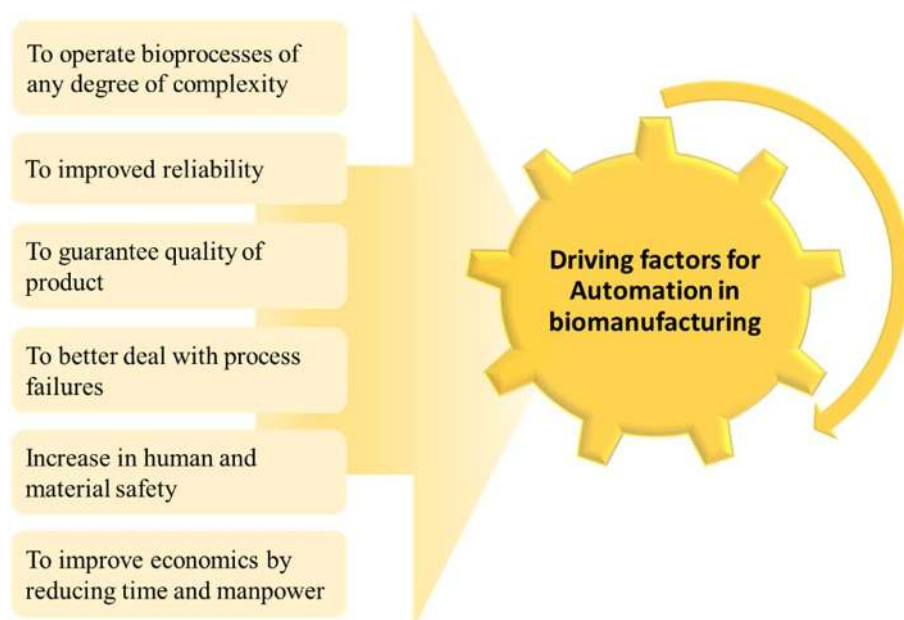 To operate bioprocesses of
any degree of complexity
To improved reliability
To guarantee quality of
product
To better deal with process
failures
Increase in human and
material safety
To improve economics by
reducing time and manpower
Driving factors for
Automation in
biomanufacturing